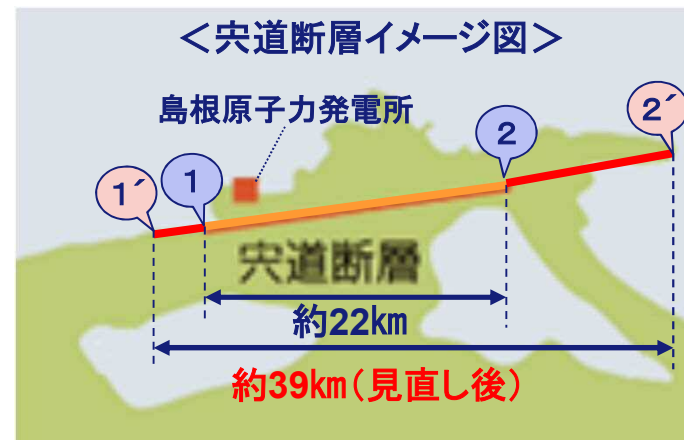 ＜宍道断層イメージ図＞
島根原子力発電所
2´
2
1
1´
宍道断層
約22㎞
約39㎞(見直し後)